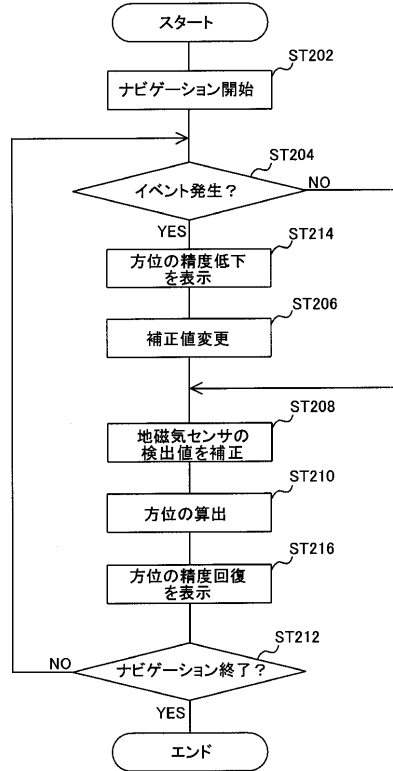 スタート
ST202
ナビゲーション開始
ST204
イベント発生?
NO
YES
ST214
方位の精度低下
を表示
ST206
補正値変更
ST208
地磁気センサの
検出値を補正
ST210
方位の算出
ST216
方位の精度回復
を表示
ST212
NO
ナビゲーション終了?
YES
エンド